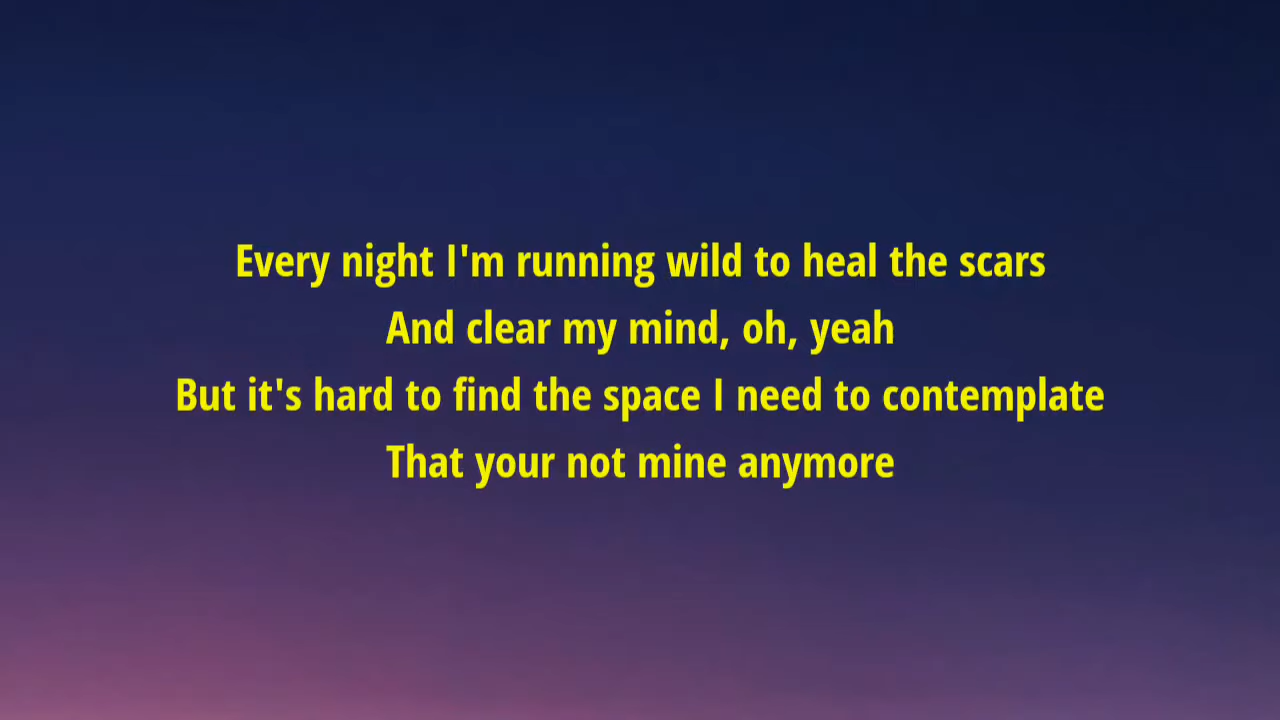 Every night I'm running wild to heal the scars
And clear my mind, oh, yeah
But it's hard to find the space I need to contemplate
That your not mine anymore